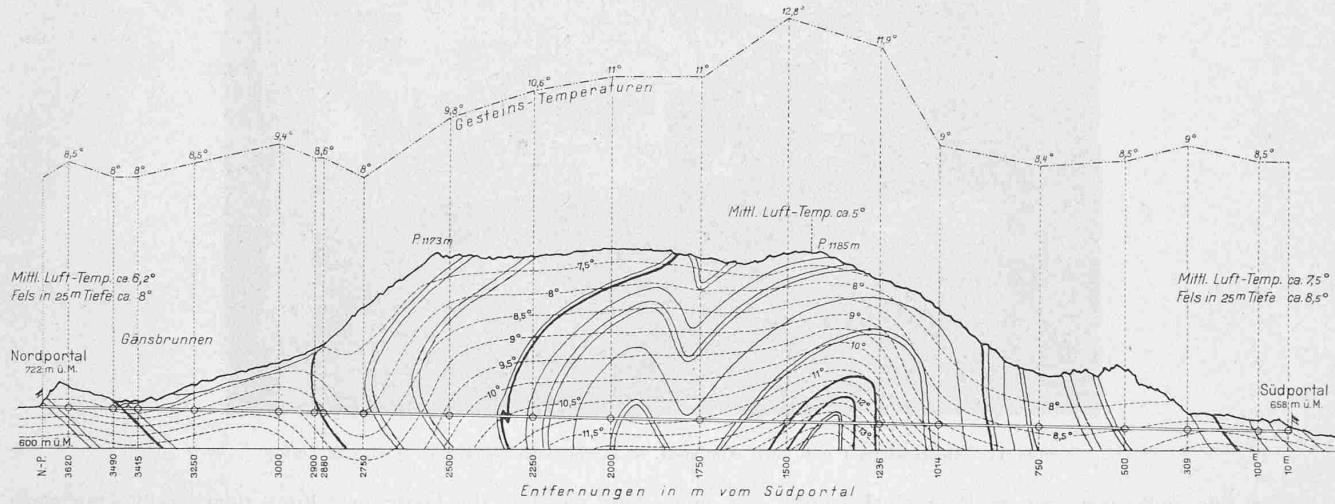 12,8°
11,9°
11°
11°
10,6°
Gesteins-Temperaturen
9,8°
9,4°
9°
9°
8,6°
8,5°
8,5°
8,5°
8,5°
8,4°
8°
8°
8°
Mittl. Luft-Temp. ca. 5°
P. 1173 m
P. 1185 m
Mittl. Luft-Temp. ca. 6,2°
Fels in 25 m Tiefe ca. 8°
Mittl. Luft-Temp. ca. 7,5°
Fels in 25 m Tiefe ca. 8,5°
7,5°
8°
8°
8,5°
9°
9°
9,5°
10°
10°
10,5°
11°
11,5°
12°
13°
8°
8,5°
Gänsbrunnen
Nordportal
722 m ü. M.
Südportal
658 m ü. M.
600 m ü. M.
N.-P.
3620
3490
3415
3250
3000
2900
2880
2750
2500
2250
2000
1750
1500
1236
1014
750
500
309
100 E
10 m
Entfernungen in m vom Südportal